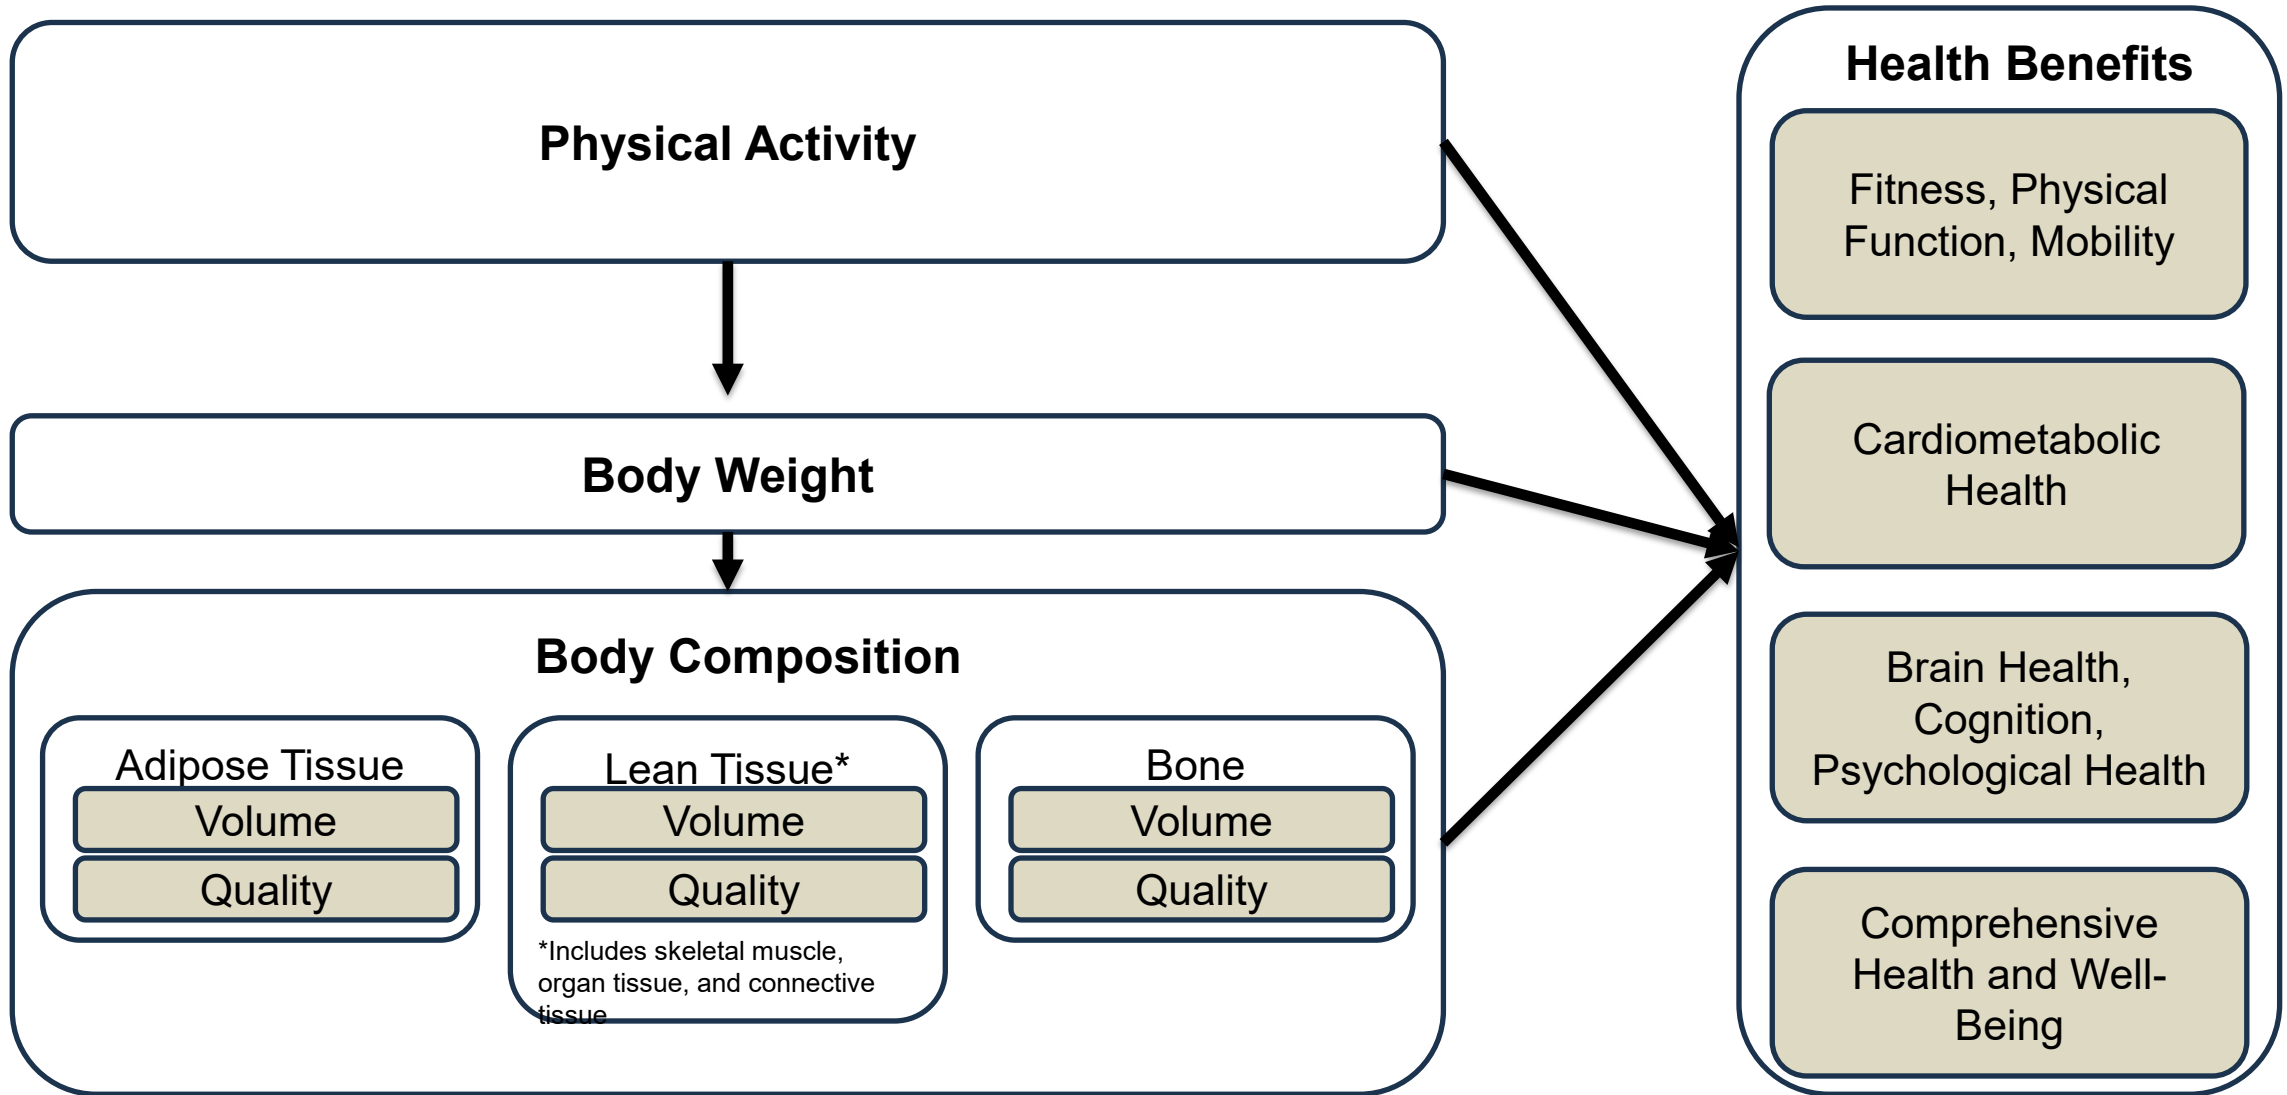 Physical Activity
Body Weight
Body Composition
Adipose Tissue
Volume
Quality
Lean Tissue*
Volume
Quality
*Includes skeletal muscle,
organ tissue, and connective
tissue
Bone
Volume
Quality
Health Benefits
Fitness, Physical
Function, Mobility
Cardiometabolic
Health
Brain Health,
Cognition,
Psychological Health
Comprehensive
Health and Well-
Being